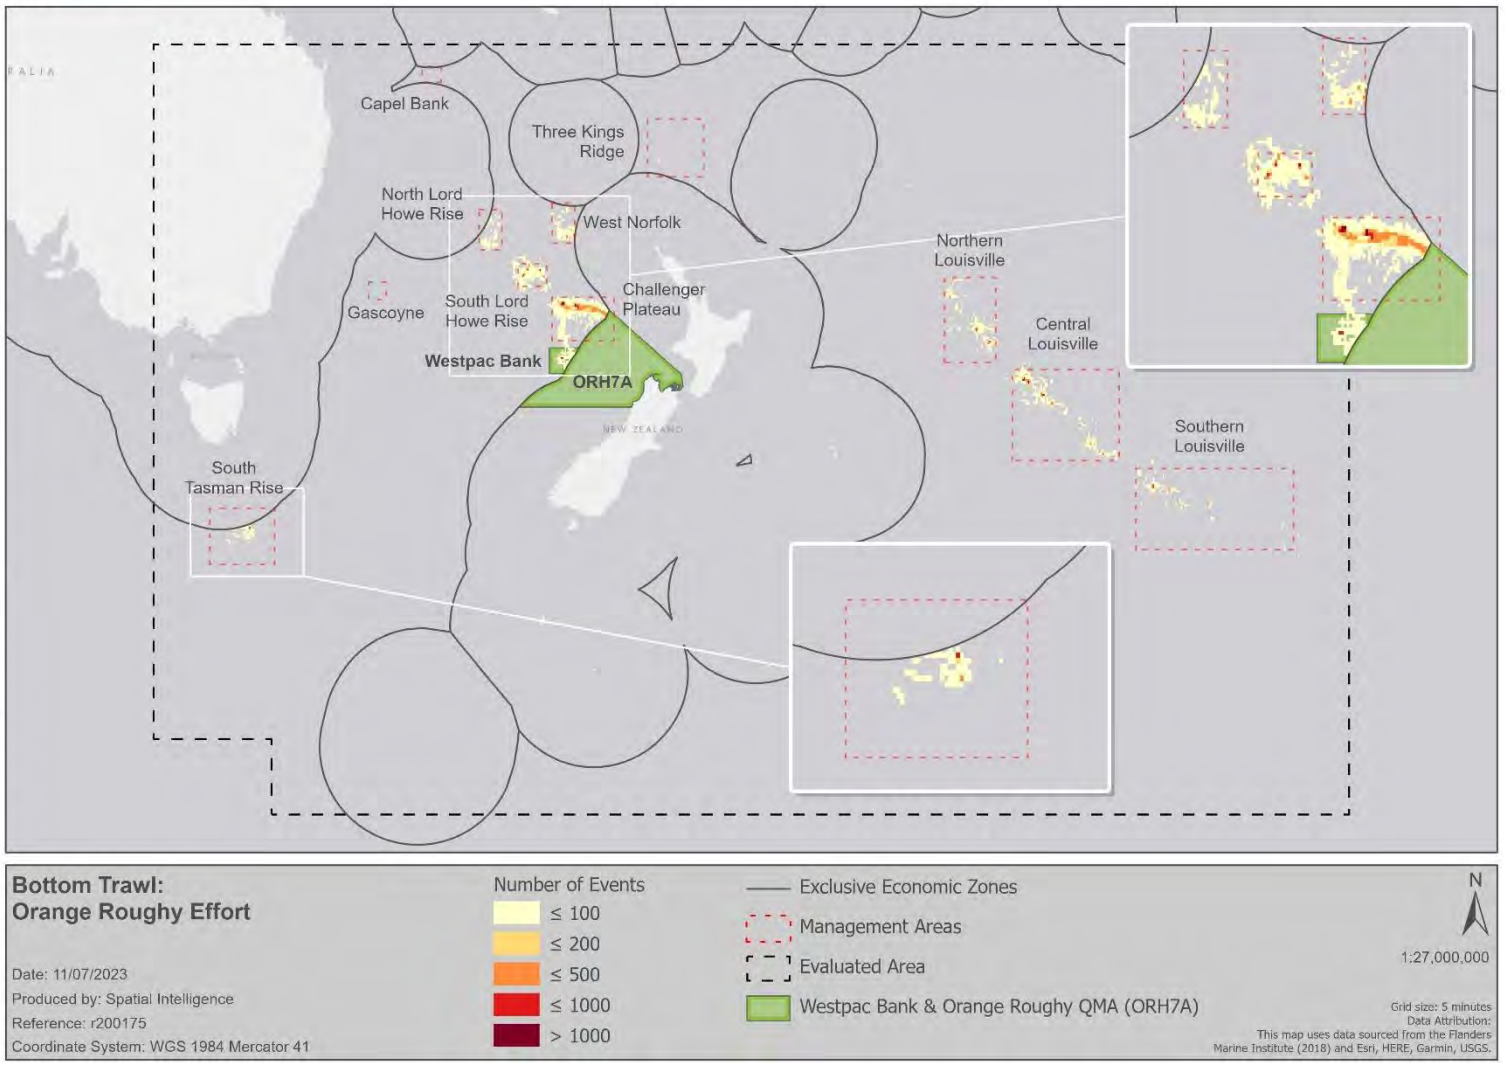 RALIA
Capel Bank
Three Kings
Ridge
North Lord
Howe Rise
West Norfolk
Northern
Louisville
Gascoyne
South Lord
Howe Rise
Challenger
Plateau
Central
Louisville
Westpac Bank
ORH7A
NEW ZEALAND
Southern
Louisville
South
Tasman Rise
Bottom Trawl:
Orange Roughy Effort
Date: 11/07/2023
Produced by: Spatial Intelligence
Reference: r200175
Coordinate System: WGS 1984 Mercator 41
Number of Events
≤ 100
≤ 200
≤ 500
≤ 1000
> 1000
Exclusive Economic Zones
Management Areas
Evaluated Area
Westpac Bank & Orange Roughy QMA (ORH7A)
N
1:27,000,000
Grid size: 5 minutes
Data Attribution:
This map uses data sourced from the Flanders
Marine Institute (2018) and Esri, HERE, Garmin, USGS.